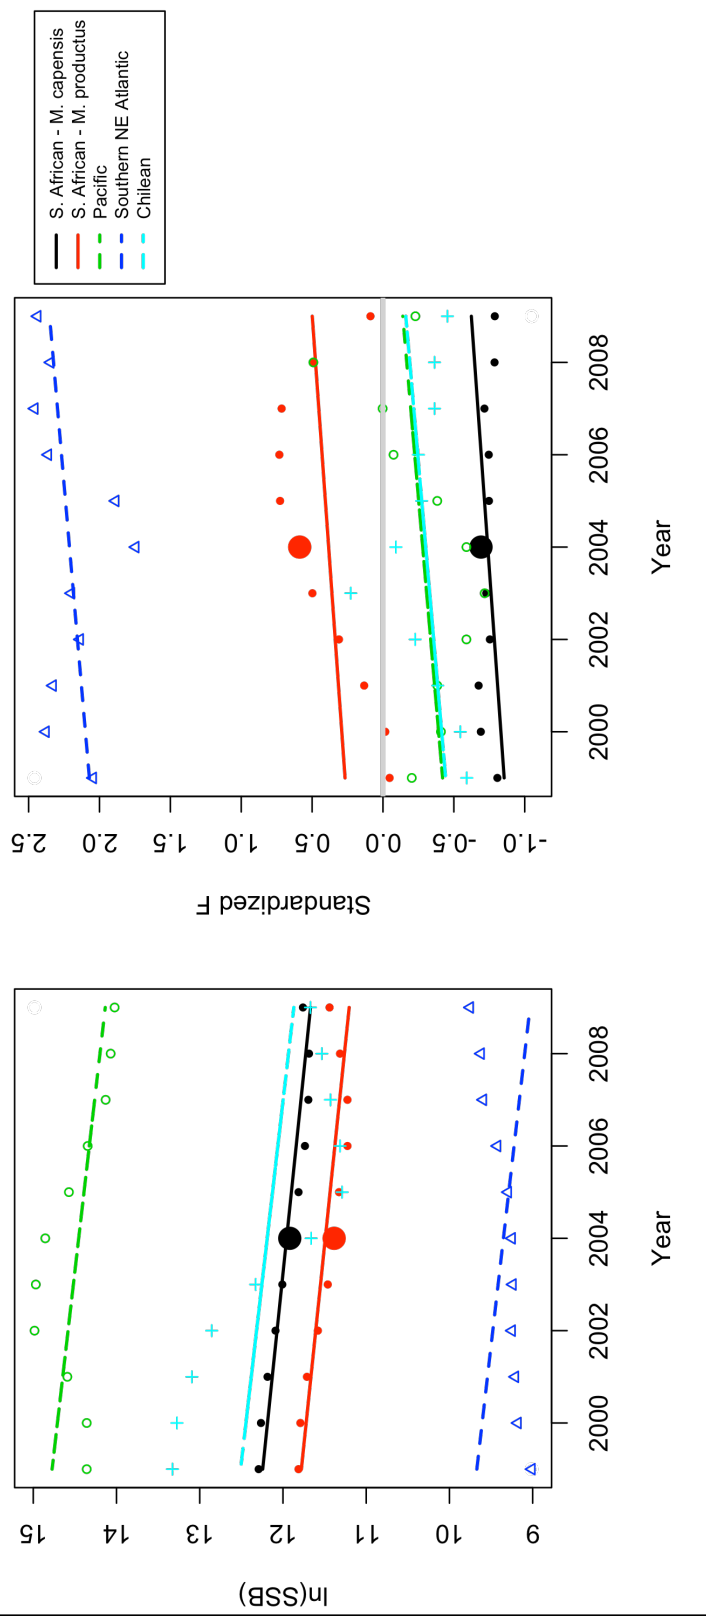 S. African - M. capensis
S. African - M. productus
Pacific
Southern NE Atlantic
Chilean
2.5
2.0
1.5
1.0
0.5
0.0
-0.5
-1.0
Standardized F
2000
2002
2004
2006
2008
Year
15
14
13
12
11
10
9
ln(SSB)
2000
2002
2004
2006
2008
Year